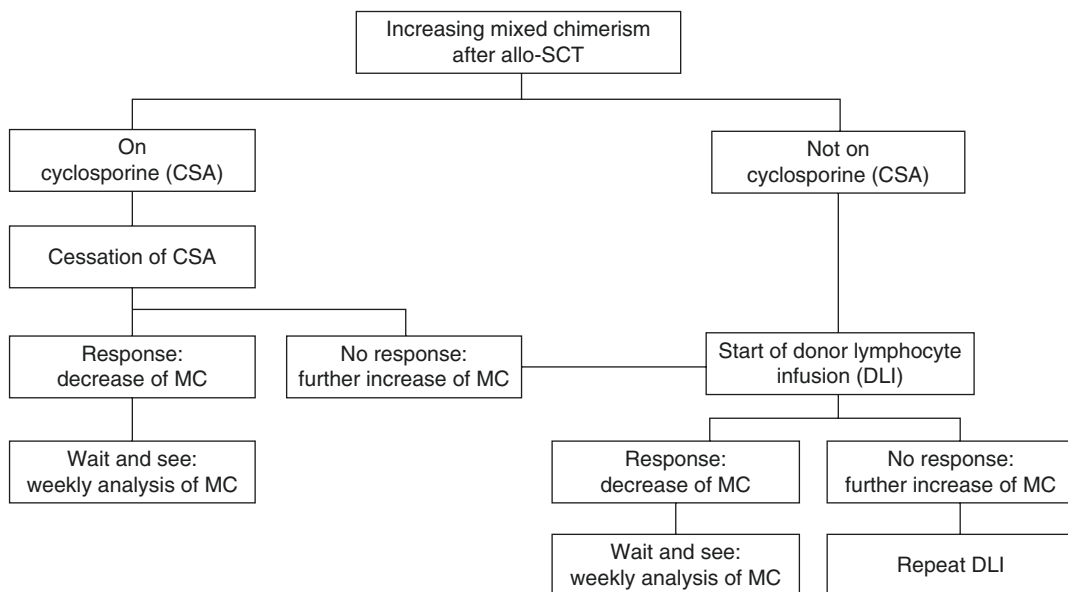 Increasing mixed chimerism
after allo-SCT
On
cyclosporine (CSA)
Not on
cyclosporine (CSA)
Cessation of CSA
Response:
decrease of MC
No response:
further increase of MC
Start of donor lymphocyte
infusion (DLI)
Wait and see:
weekly analysis of MC
Response:
decrease of MC
No response:
further increase of MC
Wait and see:
weekly analysis of MC
Repeat DLI